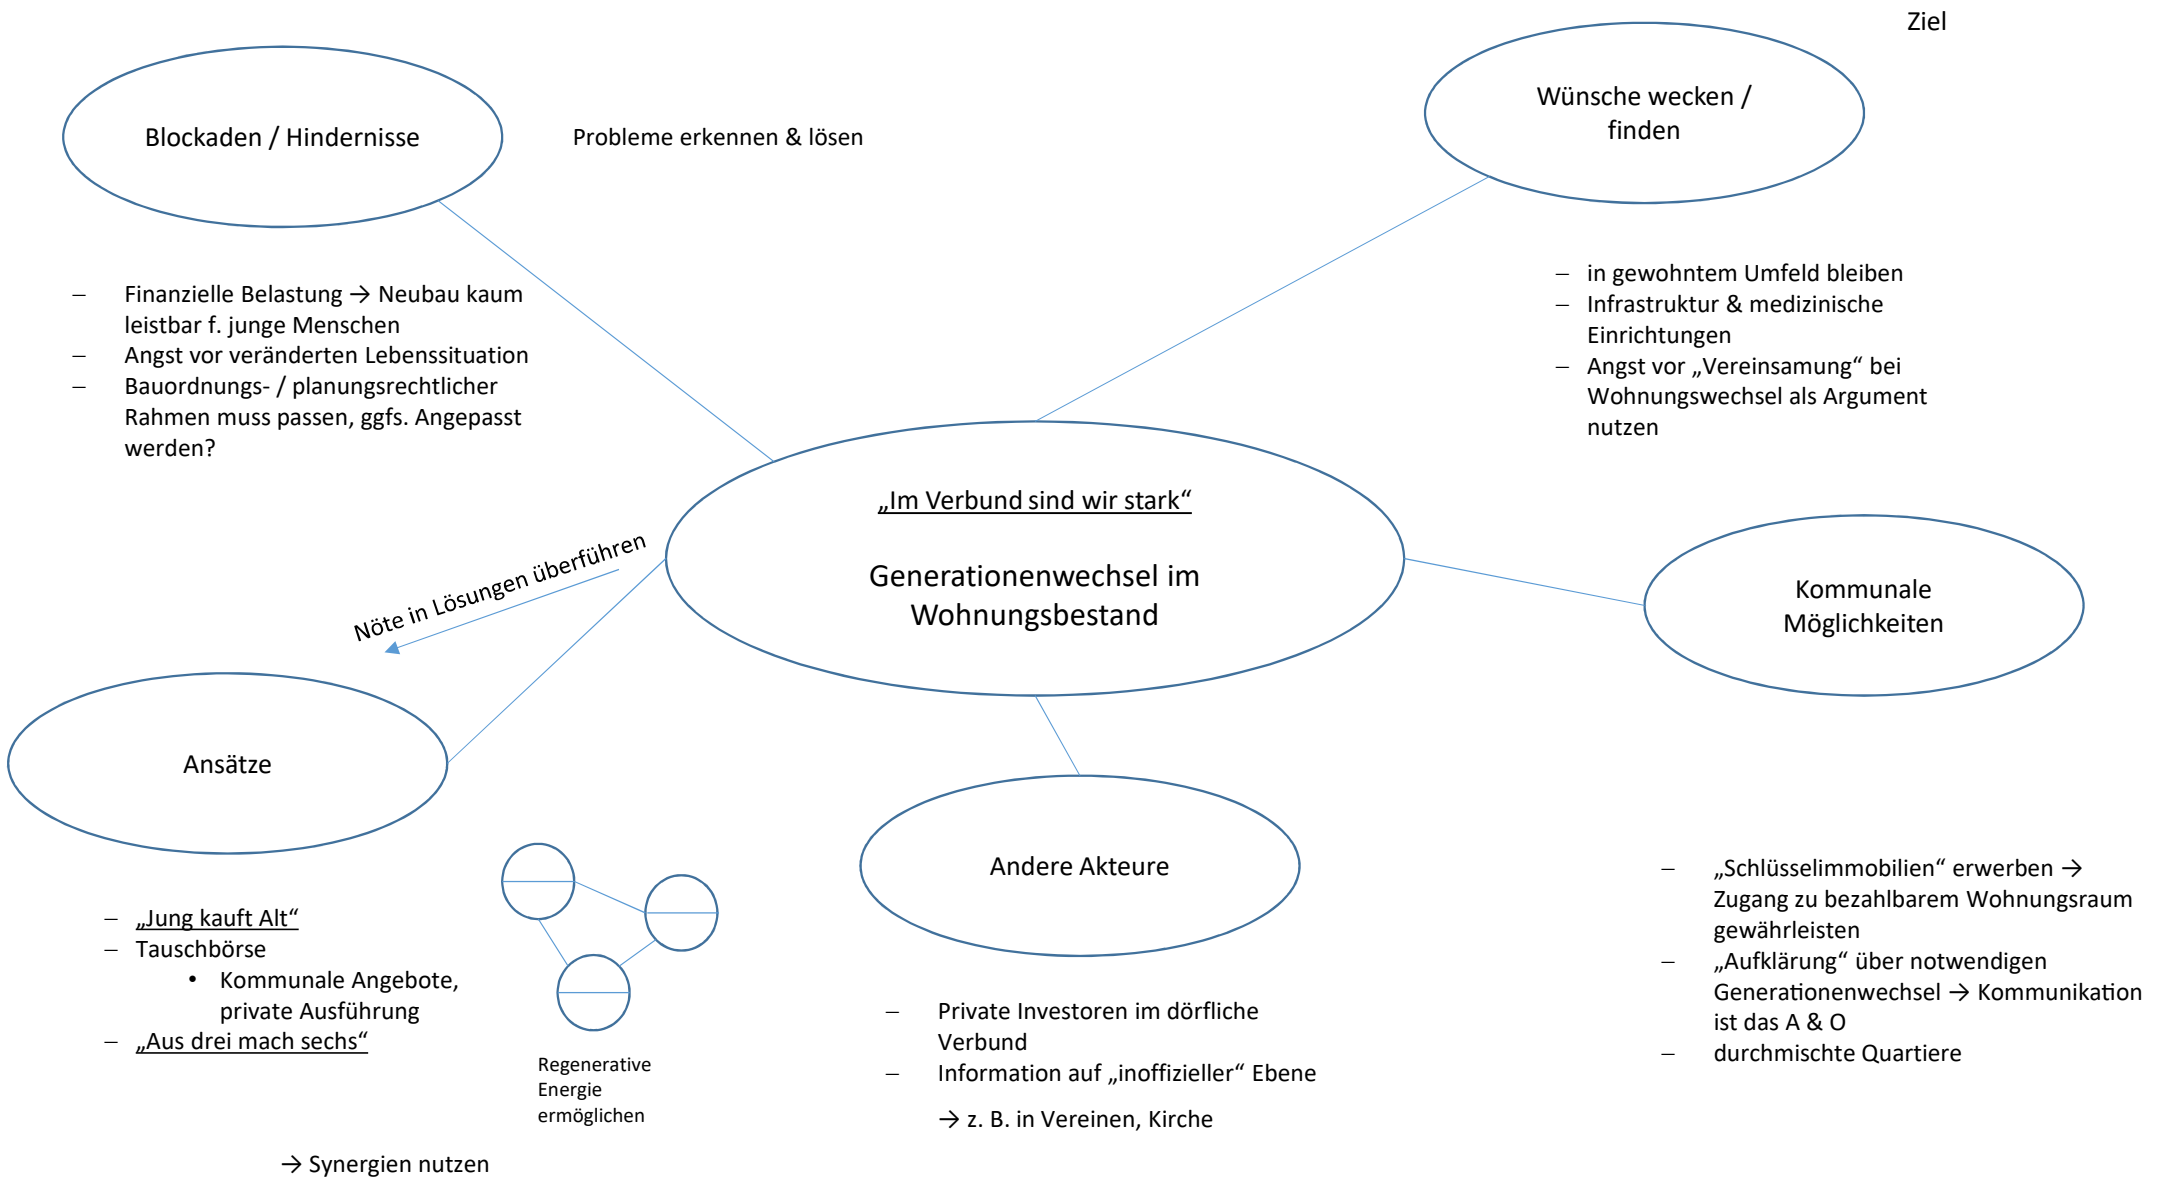 Ziel
Blockaden / Hindernisse
Probleme erkennen & lösen
– Finanzielle Belastung → Neubau kaum
leistbar f. junge Menschen
– Angst vor veränderten Lebenssituation
– Bauordnungs- / planungsrechtlicher
Rahmen muss passen, ggfs. Angepasst
werden?
Wünsche wecken /
finden
– in gewohntem Umfeld bleiben
– Infrastruktur & medizinische
Einrichtungen
– Angst vor „Vereinsamung“ bei
Wohnungswechsel als Argument
nutzen
„Im Verbund sind wir stark“
Generationenwechsel im
Wohnungsbestand
Nöte in Lösungen überführen
Kommunale
Möglichkeiten
– „Schlüsselimmobilien“ erwerben →
Zugang zu bezahlbarem Wohnungsraum
gewährleisten
– „Aufklärung“ über notwendigen
Generationenwechsel → Kommunikation
ist das A & O
– durchmischte Quartiere
Ansätze
– „Jung kauft Alt“
– Tauschbörse
• Kommunale Angebote,
private Ausführung
– „Aus drei mach sechs“
Regenerative
Energie
ermöglichen
→ Synergien nutzen
Andere Akteure
– Private Investoren im dörfliche
Verbund
– Information auf „inoffizieller“ Ebene
→ z. B. in Vereinen, Kirche